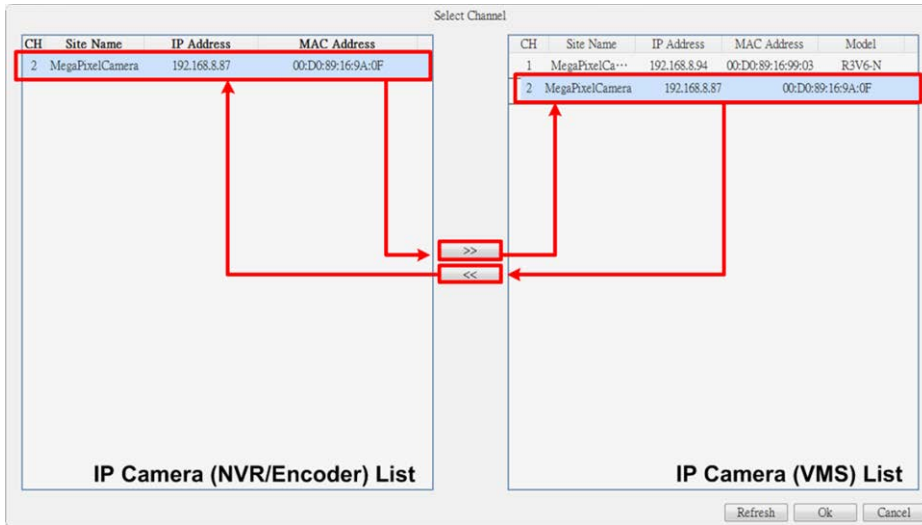 Select Channel
CH Site Name IP Address MAC Address
2 MegaPixelCamera 192.168.8.87 00:D0:89:16:9A:0F
CH Site Name IP Address MAC Address Model
1 MegaPixelCa··· 192.168.8.94 00:D0:89:16:99:03 R3V6-N
2 MegaPixelCamera 192.168.8.87 00:D0:89:16:9A:0F
>>
<<
IP Camera (NVR/Encoder) List
IP Camera (VMS) List
Refresh Ok Cancel